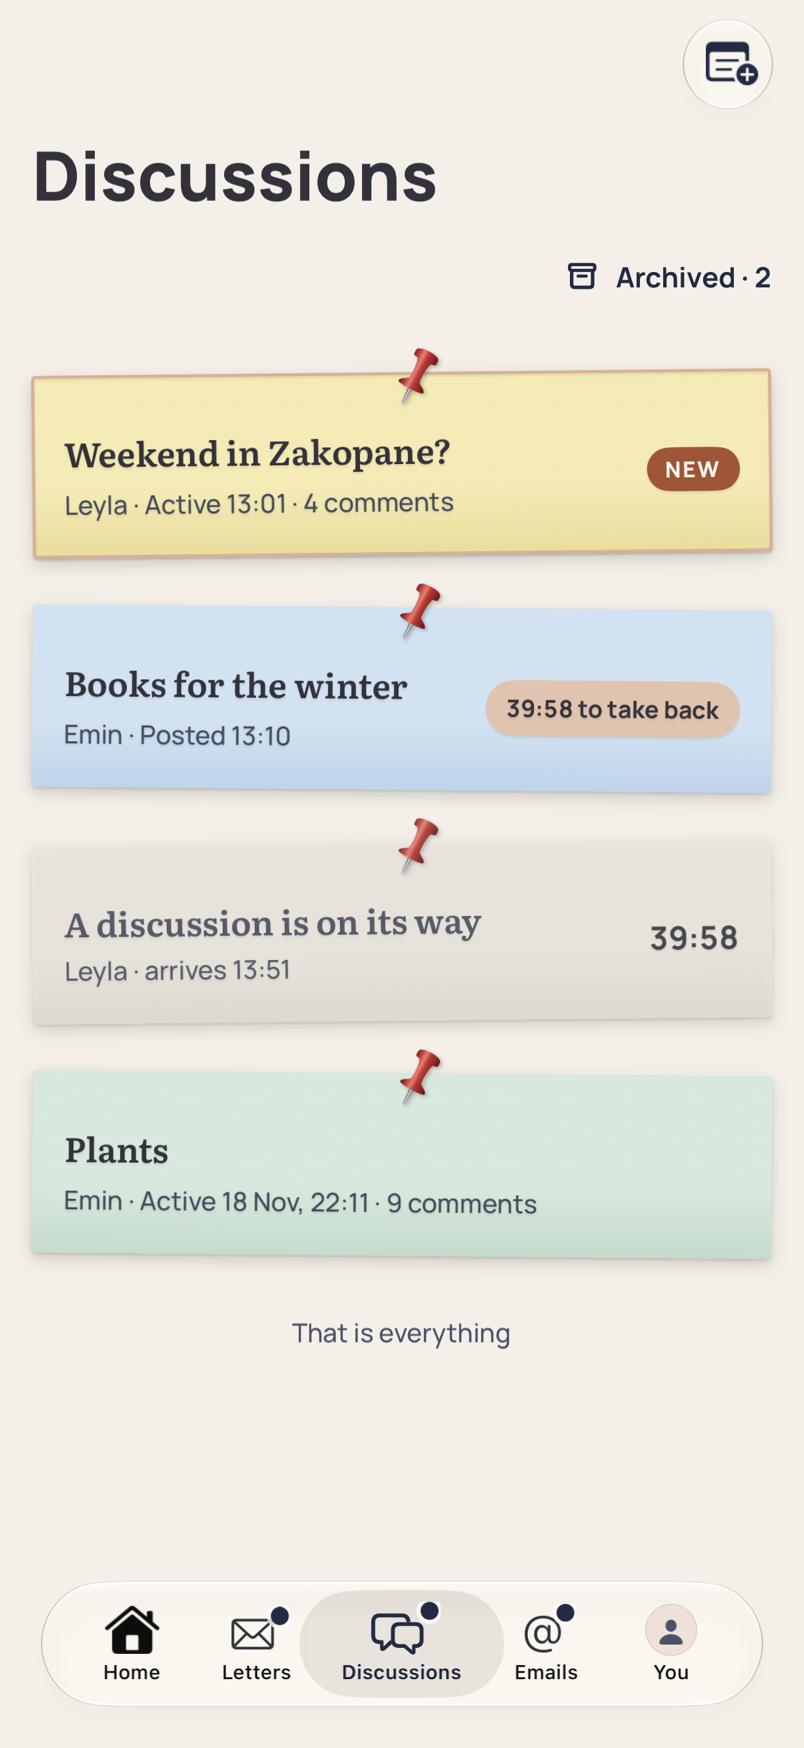 Discussions
Archived · 2
Weekend in Zakopane?
NEW
Leyla · Active 13:01 · 4 comments
Books for the winter
39:58 to take back
Emin · Posted 13:10
A discussion is on its way
39:58
Leyla · arrives 13:51
Plants
Emin · Active 18 Nov, 22:11 · 9 comments
That is everything
Home
Letters
Discussions
@
Emails
You